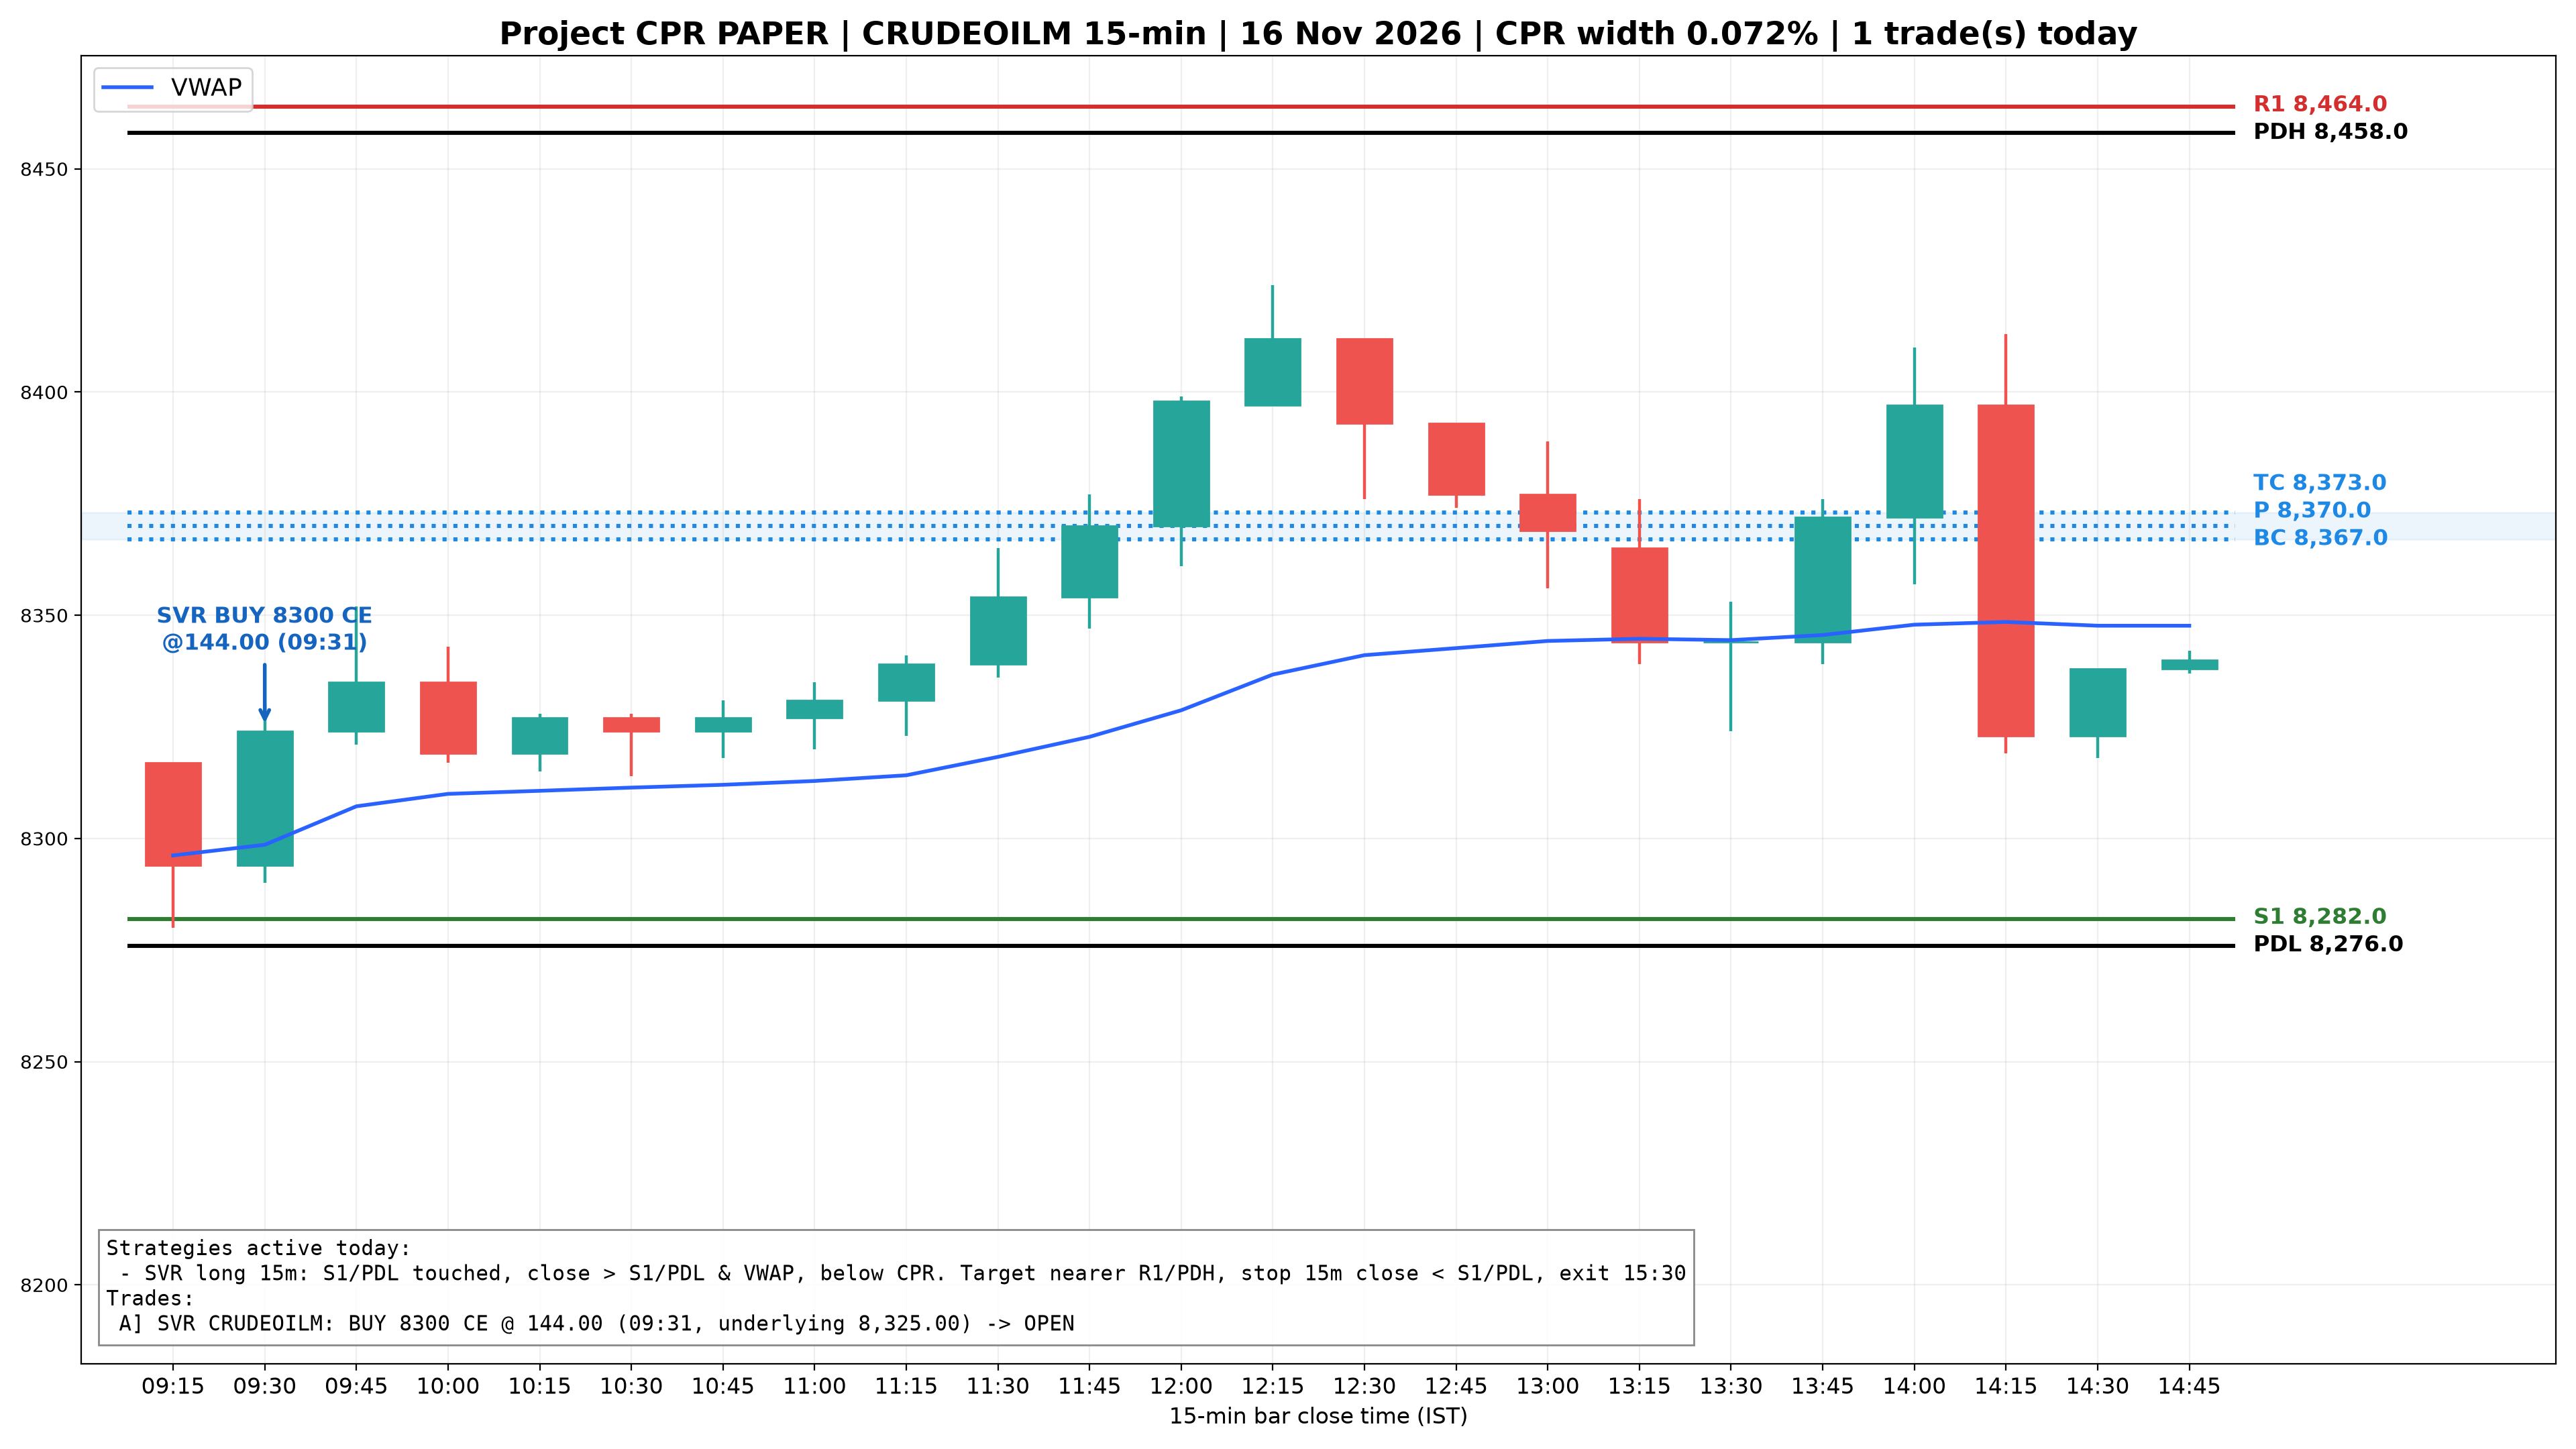 Project CPR PAPER | CRUDEOILM 15-min | 16 Nov 2026 | CPR width 0.072% | 1 trade(s) today
VWAP
R1 8,464.0
PDH 8,458.0
8450
8400
TC 8,373.0
P 8,370.0
BC 8,367.0
8350
SVR BUY 8300 CE
@144.00 (09:31)
8300
S1 8,282.0
PDL 8,276.0
8250
8200
Strategies active today:
- SVR long 15m: S1/PDL touched, close > S1/PDL & VWAP, below CPR. Target nearer R1/PDH, stop 15m close < S1/PDL, exit 15:30
Trades:
A] SVR CRUDEOILM: BUY 8300 CE @ 144.00 (09:31, underlying 8,325.00) -> OPEN
09:15 09:30 09:45 10:00 10:15 10:30 10:45 11:00 11:15 11:30 11:45 12:00 12:15 12:30 12:45 13:00 13:15 13:30 13:45 14:00 14:15 14:30 14:45
15-min bar close time (IST)